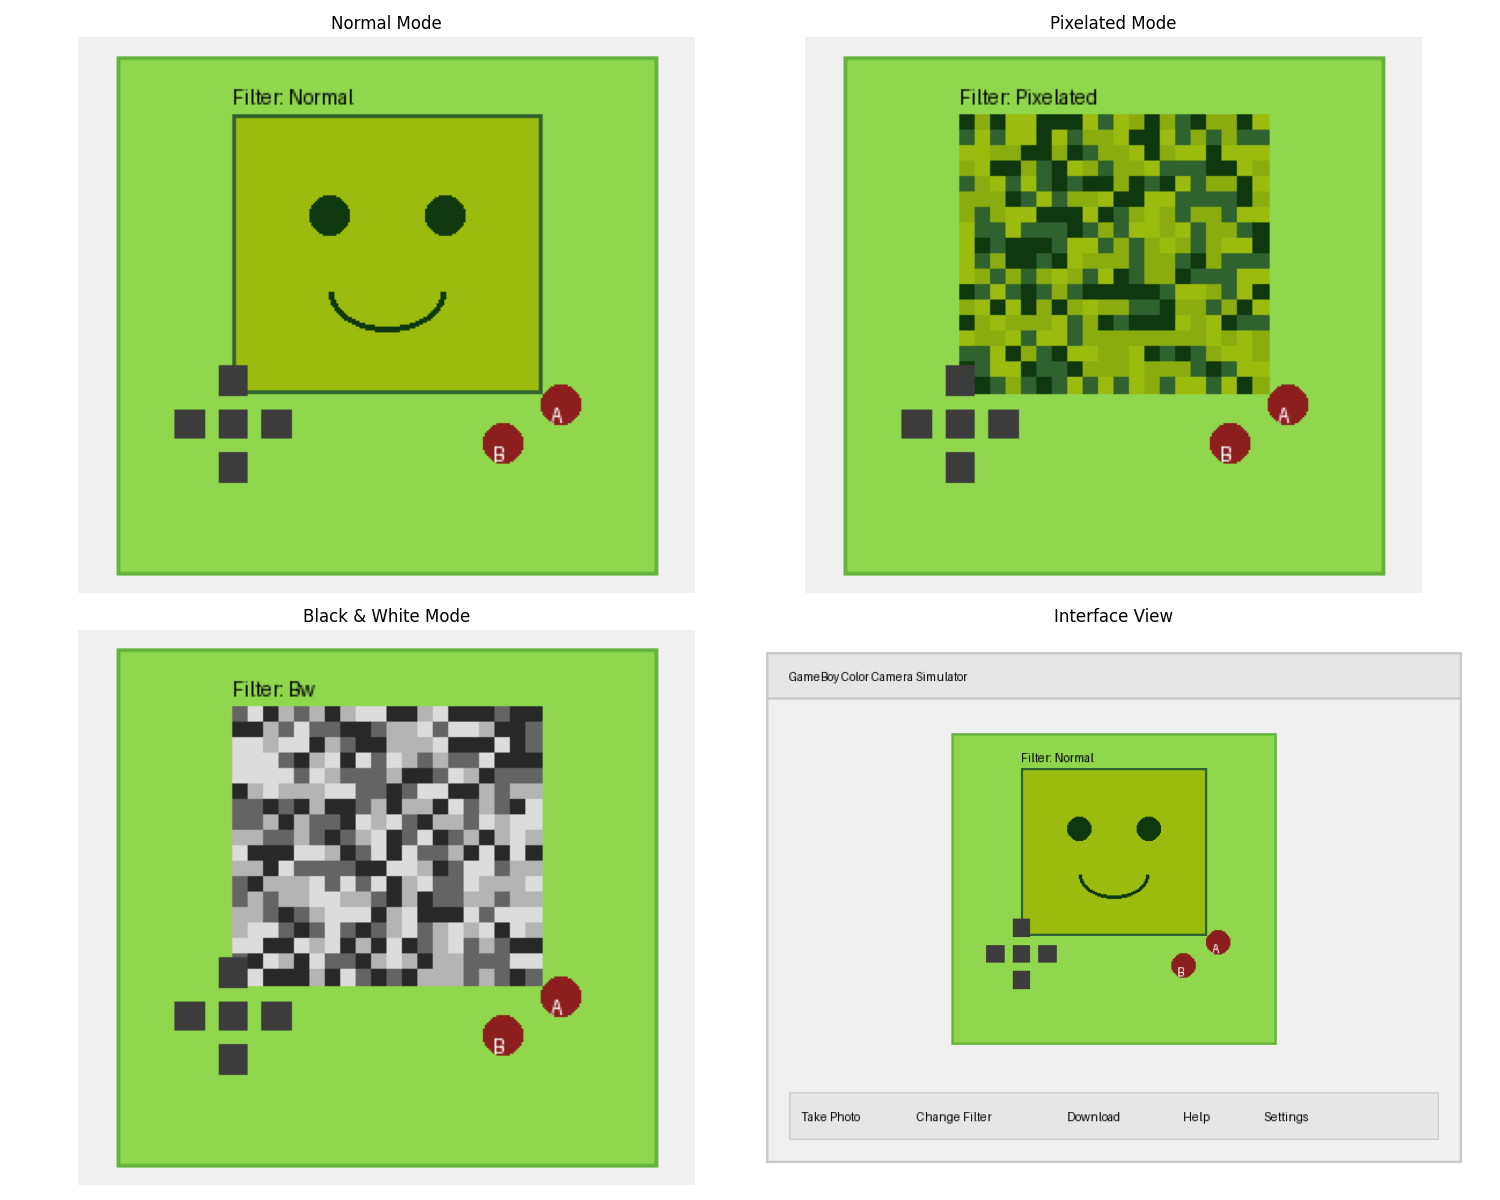 Normal Mode
Filter: Normal
A
B
Pixelated Mode
Filter: Pixelated
A
B
Black & White Mode
Filter: Bw
A
B
Interface View
GameBoy Color Camera Simulator
Filter: Normal
A
B
Take Photo Change Filter Download Help Settings